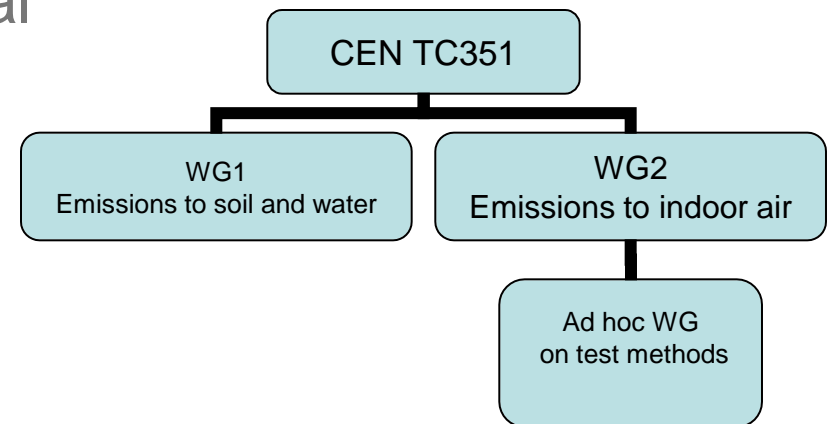 CEN TC351
WG1
Emissions to soil and water
WG2
Emissions to indoor air
Ad hoc WG
on test methods